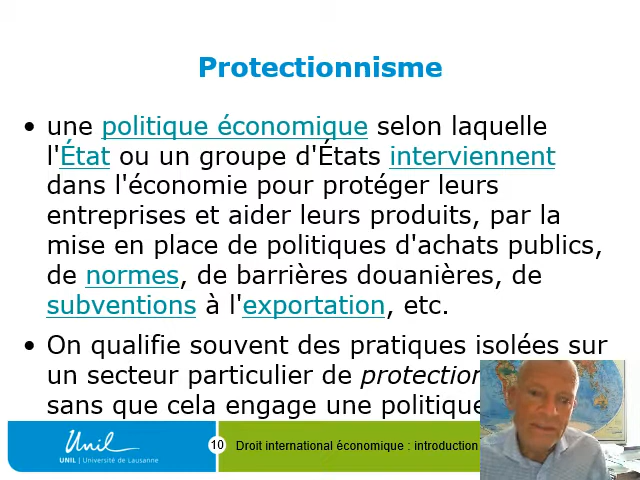 Protectionnisme
• une politique économique selon laquelle
l'État ou un groupe d'États interviennent
dans l'économie pour protéger leurs
entreprises et aider leurs produits, par la
mise en place de politiques d'achats publics,
de normes, de barrières douanières, de
subventions à l'exportation, etc.
• On qualifie souvent des pratiques isolées sur
un secteur particulier de
sans que cela engage une politique
Unil
UNIL | Université de Lausanne
10
Droit international économique : introduction